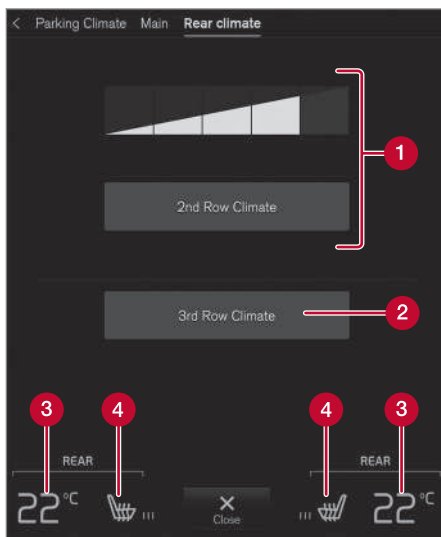 < Parking Climate Main Rear climate
1
2nd Row Climate
3rd Row Climate
2
3 4 4 3
REAR REAR
22°C 22°C
Close